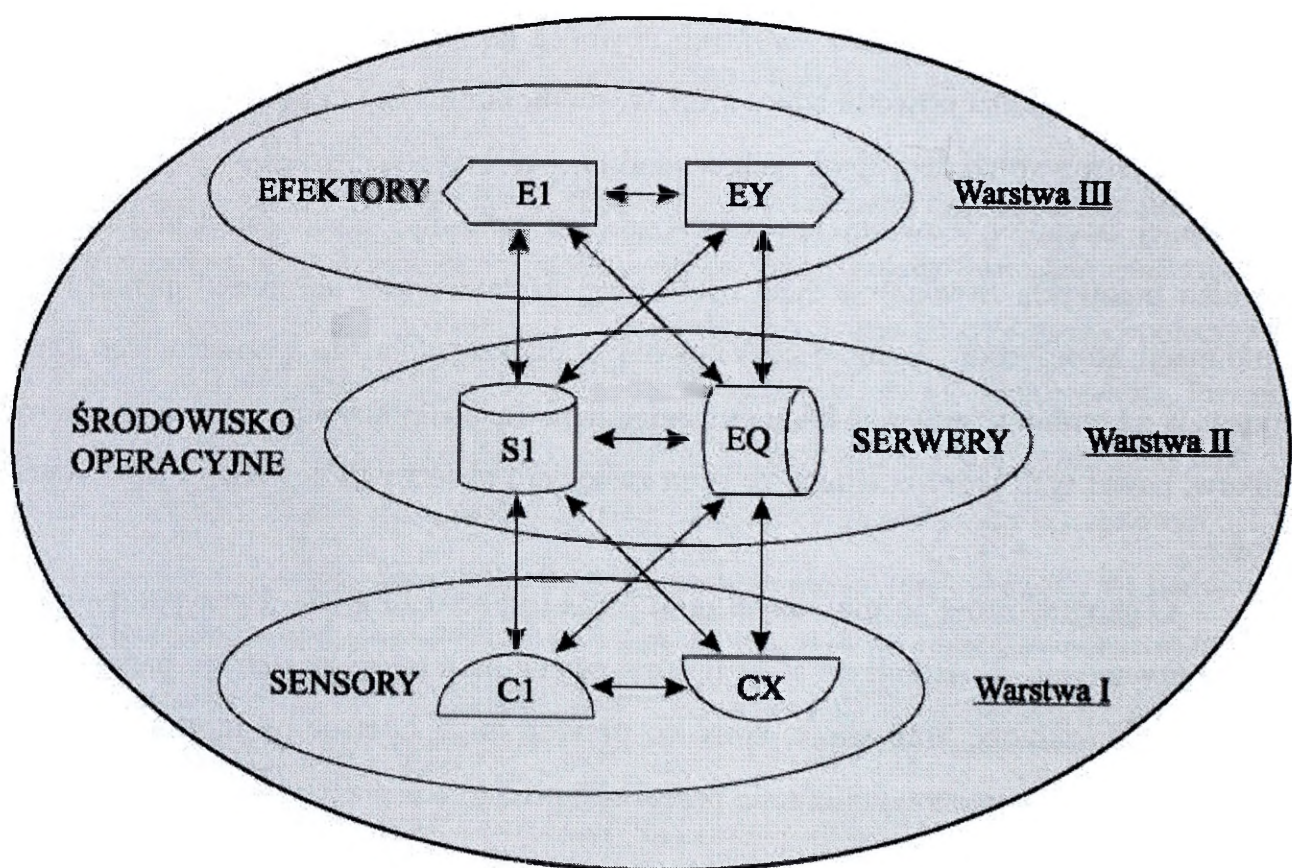 EFEKTORY
E1
EY
Warstwa III
ŚRODOWISKO
OPERACYJNE
S1
EQ
SERWERY
Warstwa II
SENSORY
C1
CX
Warstwa I